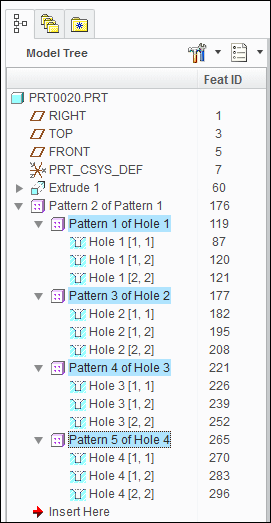 Model Tree
Feat ID
PRT0020.PRT
RIGHT 1
TOP 3
FRONT 5
PRT_CSYS_DEF 7
Extrude 1 60
Pattern 2 of Pattern 1 176
Pattern 1 of Hole 1 119
Hole 1 [1, 1] 87
Hole 1 [1, 2] 120
Hole 1 [2, 2] 121
Pattern 3 of Hole 2 177
Hole 2 [1, 1] 182
Hole 2 [1, 2] 195
Hole 2 [2, 2] 208
Pattern 4 of Hole 3 221
Hole 3 [1, 1] 226
Hole 3 [1, 2] 239
Hole 3 [2, 2] 252
Pattern 5 of Hole 4 265
Hole 4 [1, 1] 270
Hole 4 [1, 2] 283
Hole 4 [2, 2] 296
Insert Here